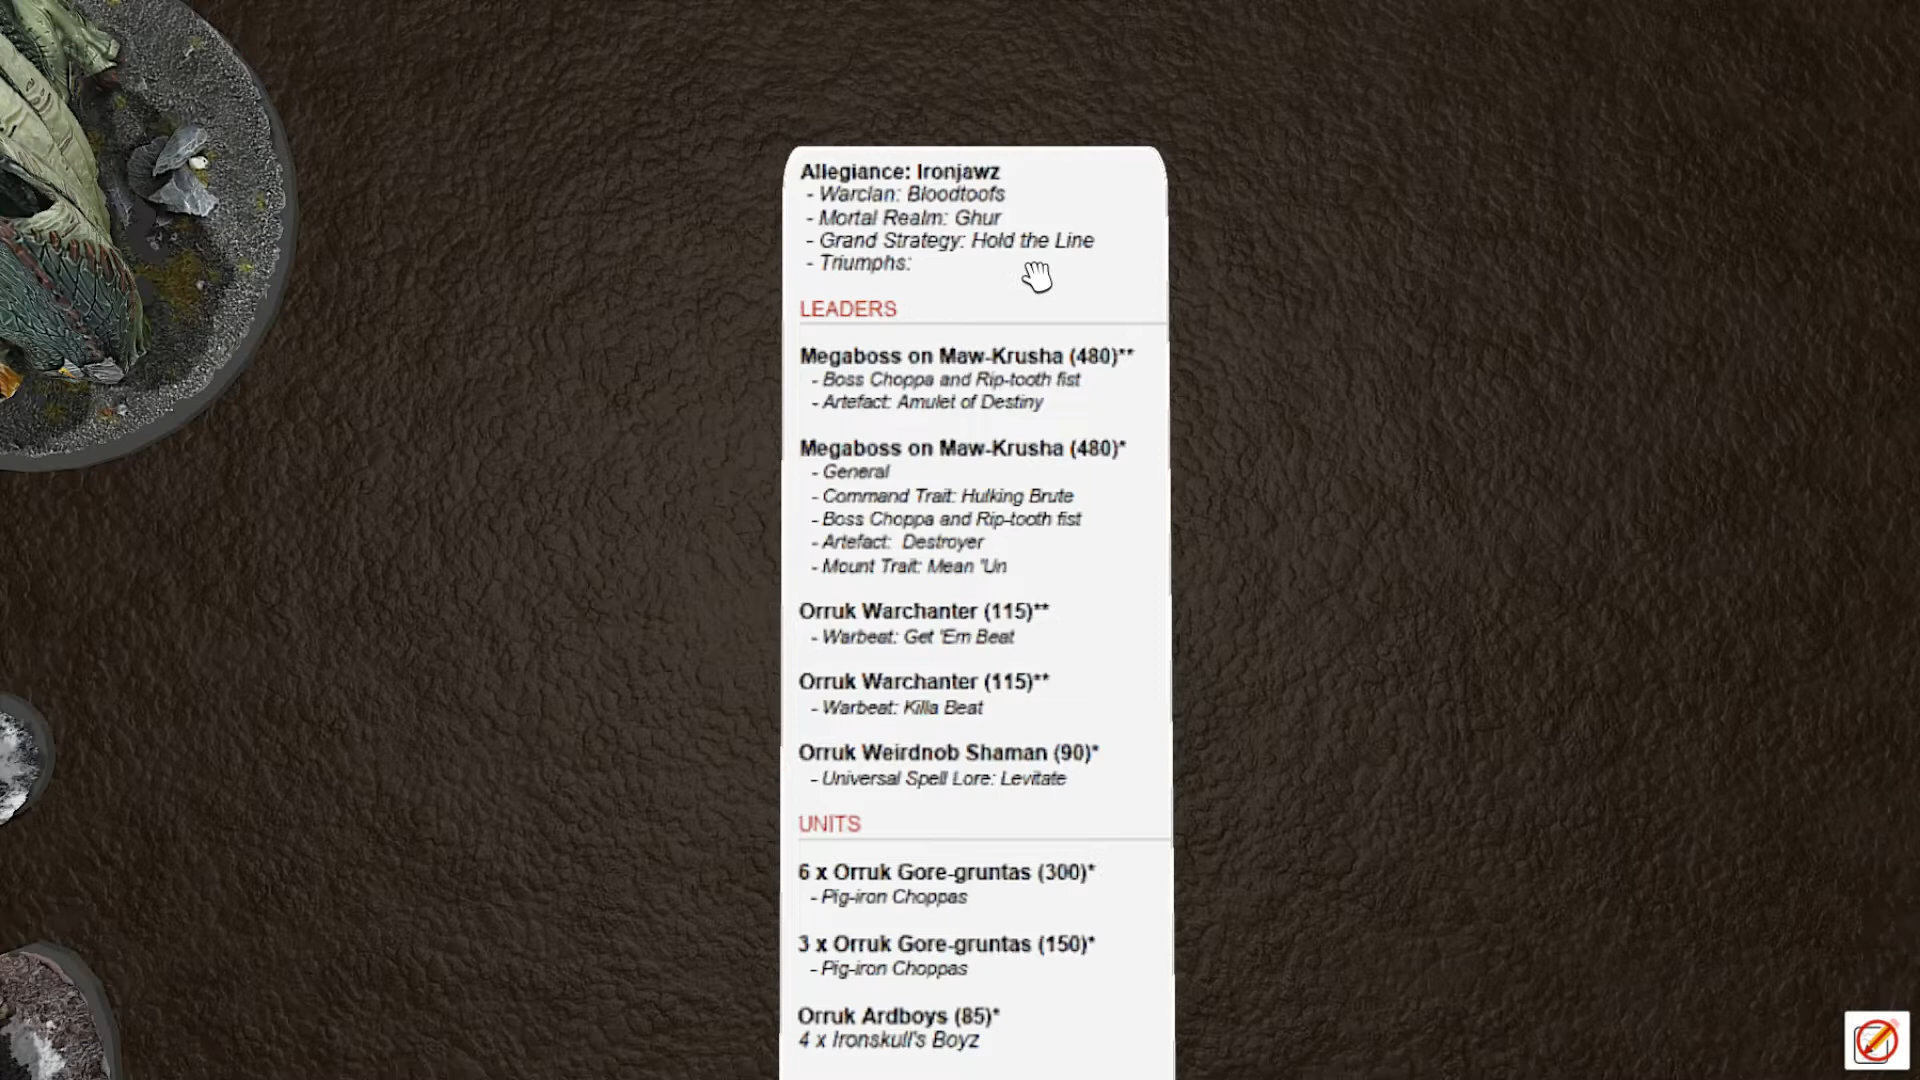 Allegiance: Ironjawz
- Warclan: Bloodtoofs
- Mortal Realm: Ghur
- Grand Strategy: Hold the Line
- Triumphs:
LEADERS
Megaboss on Maw-Krusha (480)**
- Boss Choppa and Rip-tooth fist
- Artefact: Amulet of Destiny
Megaboss on Maw-Krusha (480)*
- General
- Command Trait: Hulking Brute
- Boss Choppa and Rip-tooth fist
- Artefact: Destroyer
- Mount Trait: Mean 'Un
Orruk Warchanter (115)**
- Warbeat: Get 'Em Beat
Orruk Warchanter (115)**
- Warbeat: Killa Beat
Orruk Weirdnob Shaman (90)*
- Universal Spell Lore: Levitate
UNITS
6 x Orruk Gore-gruntas (300)*
- Pig-iron Choppas
3 x Orruk Gore-gruntas (150)*
- Pig-iron Choppas
Orruk Ardboys (85)*
4 x Ironskull's Boyz